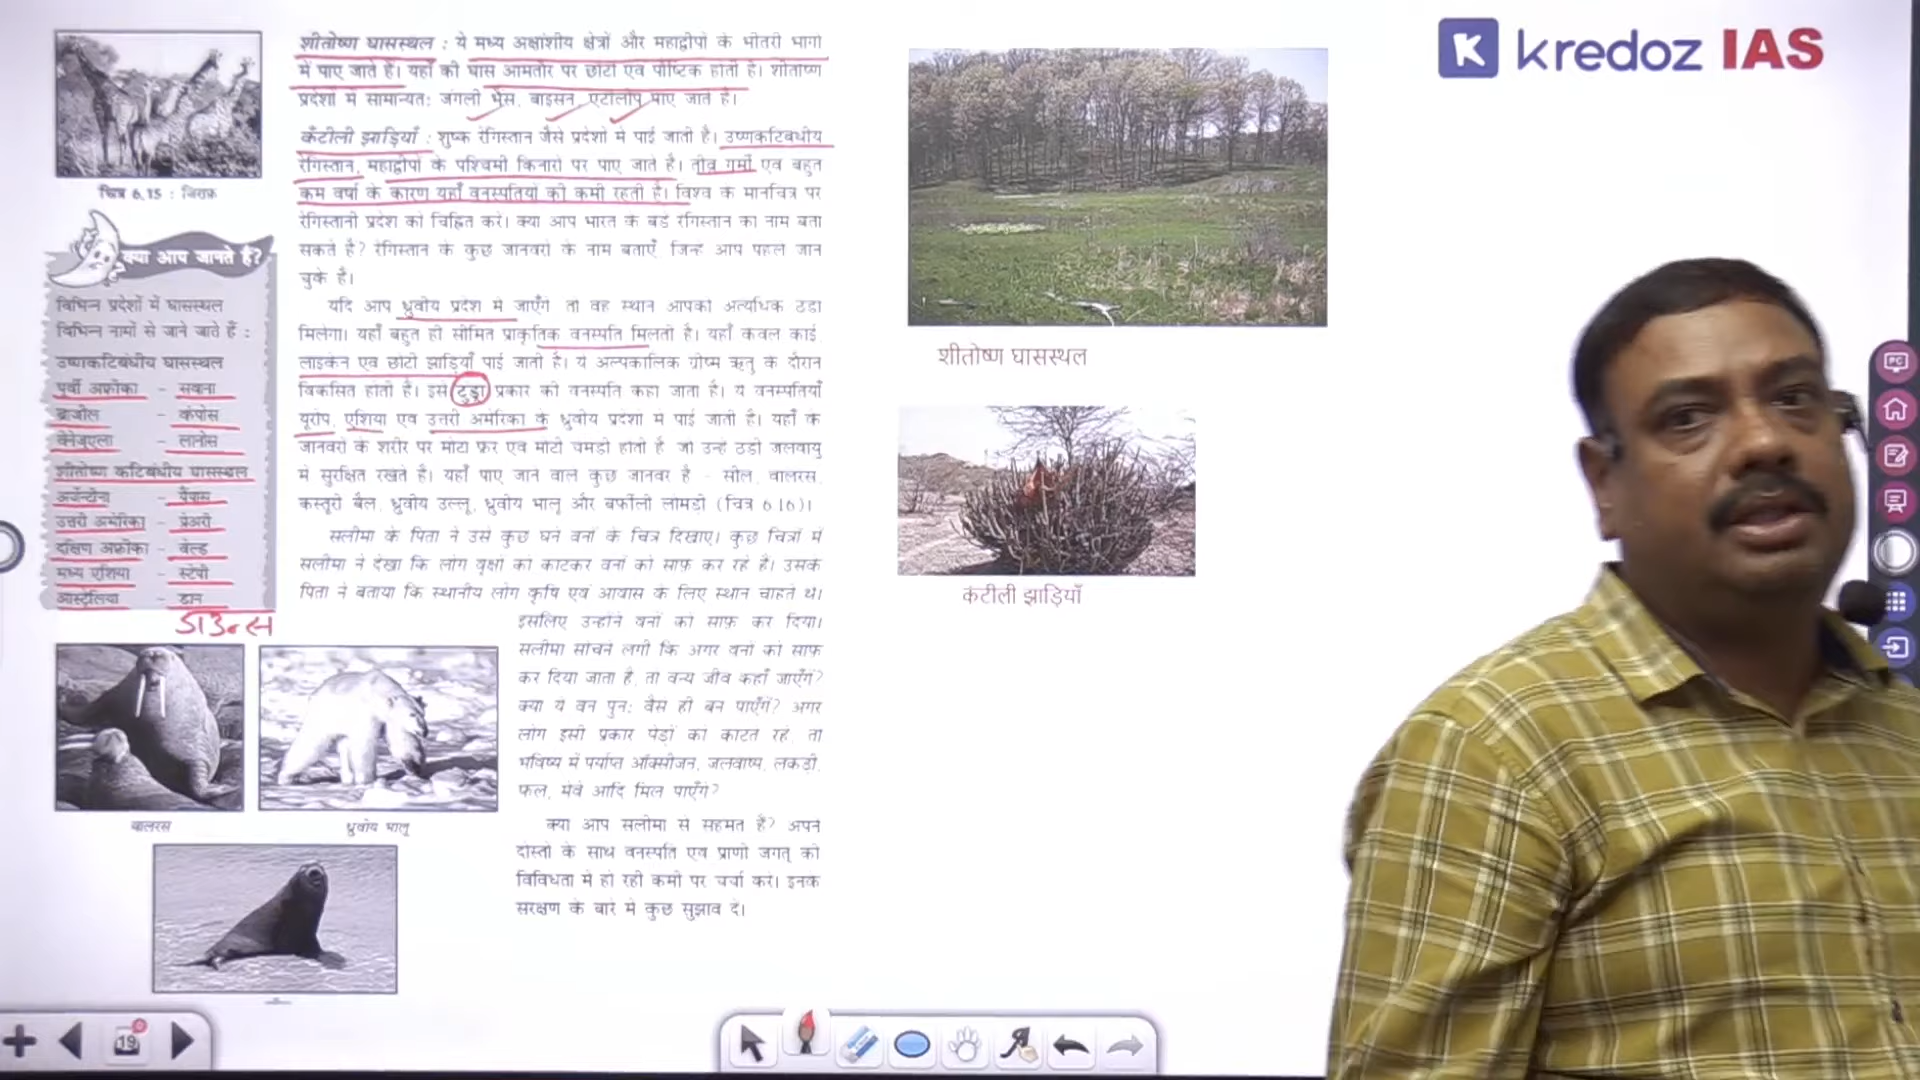 kredoz IAS
शीतोष्ण घासस्थल : ये मध्य अक्षांशीय क्षेत्रों और महाद्वीपों के भीतरी भागों
में पाए जाते हैं। यहाँ की घास आमतौर पर छोटी एवं पौष्टिक होती है। शीतोष्ण
प्रदेशों में सामान्यतः जंगली भैंस, बाइसन, एंटीलोप पाए जाते हैं।
कँटीली झाड़ियाँ : शुष्क रेगिस्तान जैसे प्रदेशों में पाई जाती हैं। उष्णकटिबंधीय
रेगिस्तान, महाद्वीपों के पश्चिमी किनारों पर पाए जाते हैं। तीव्र गर्मी एवं बहुत
कम वर्षा के कारण यहाँ वनस्पतियों की कमी रहती है। विश्व के मानचित्र पर
रेगिस्तानी प्रदेश को चिह्नित करें। क्या आप भारत के बड़े रेगिस्तान का नाम बता
सकते हैं? रेगिस्तान के कुछ जानवरों के नाम बताएँ, जिन्हें आप पहले जान
चुके हैं।
यदि आप ध्रुवीय प्रदेश में जाएँगे तो वह स्थान आपको अत्यधिक ठंडा
मिलेगा। यहाँ बहुत ही सीमित प्राकृतिक वनस्पति मिलती है। यहाँ केवल काई,
लाइकेन एवं छोटी झाड़ियाँ पाई जाती हैं। ये अल्पकालिक ग्रीष्म ऋतु के दौरान
विकसित होती हैं। इसे टुंड्रा प्रकार की वनस्पति कहा जाता है। ये वनस्पतियाँ
यूरोप, एशिया एवं उत्तरी अमेरिका के ध्रुवीय प्रदेशों में पाई जाती हैं। यहाँ के
जानवरों के शरीर पर मोटा फ़र एवं मोटी चमड़ी होती है जो उन्हें ठंडी जलवायु
में सुरक्षित रखते हैं। यहाँ पाए जाने वाले कुछ जानवर हैं - सील, वालरस,
कस्तूरी बैल, ध्रुवीय उल्लू, ध्रुवीय भालू और बर्फीली लोमड़ी (चित्र 6.16)।
सलीमा के पिता ने उसे कुछ घने वनों के चित्र दिखाए। कुछ चित्रों में
सलीमा ने देखा कि लोग वृक्षों को काटकर वनों को साफ़ कर रहे हैं। उसके
पिता ने बताया कि स्थानीय लोग कृषि एवं आवास के लिए स्थान चाहते थे।
इसलिए उन्होंने वनों को साफ़ कर दिया।
सलीमा सोचने लगी कि अगर वनों को साफ़
कर दिया जाता है, तो वन्य जीव कहाँ जाएँगे?
क्या ये वन पुनः वैसे ही बन पाएँगे? अगर
लोग इसी प्रकार पेड़ों को काटते रहे, तो
भविष्य में पर्याप्त ऑक्सीजन, जलवाष्प, लकड़ी,
फल, मेवे आदि मिल पाएँगे?
क्या आप सलीमा से सहमत हैं? अपने
दोस्तों के साथ वनस्पति एवं प्राणी जगत् की
विविधता में हो रही कमी पर चर्चा करें। इनके
संरक्षण के बारे में कुछ सुझाव दें।
चित्र 6.15 : जिराफ़
क्या आप जानते हैं?
विभिन्न प्रदेशों में घासस्थल
विभिन्न नामों से जाने जाते हैं :
उष्णकटिबंधीय घासस्थल
पूर्वी अफ्रीका - सवाना
ब्राजील - कंपोस
वेनेजुएला - लानोस
शीतोष्ण कटिबंधीय घासस्थल
अर्जेन्टीना - पैंपास
उत्तरी अमेरिका - प्रेअरी
दक्षिण अफ्रीका - वेल्ड
मध्य एशिया - स्टेपी
आस्ट्रेलिया - डान
डाउन्स
वालरस
ध्रुवीय भालू
शीतोष्ण घासस्थल
कंटीली झाड़ियाँ
19